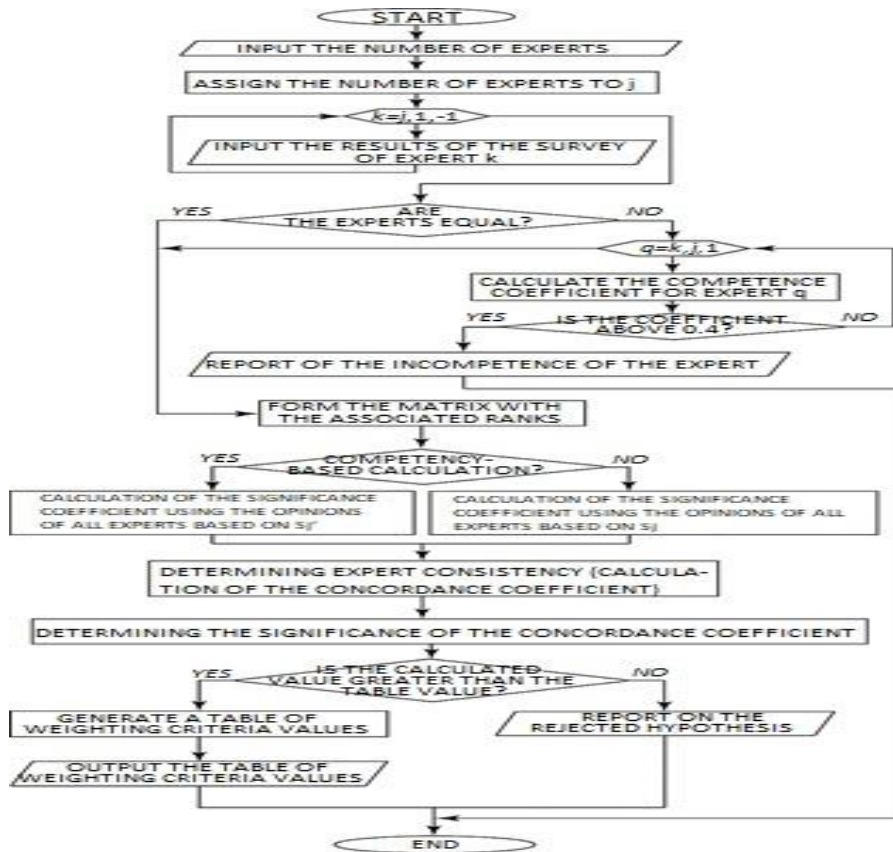 START
INPUT THE NUMBER OF EXPERTS
ASSIGN THE NUMBER OF EXPERTS TO j
k=j,1,-1
INPUT THE RESULTS OF THE SURVEY
OF EXPERT k
YES
ARE
THE EXPERTS EQUAL?
NO
q=k,j,1
CALCULATE THE COMPETENCE
COEFFICIENT FOR EXPERT q
YES
IS THE COEFFICIENT
ABOVE 0.4?
NO
REPORT OF THE INCOMPETENCE OF THE EXPERT
FORM THE MATRIX WITH
THE ASSOCIATED RANKS
YES
COMPETENCY-
BASED CALCULATION?
NO
CALCULATION OF THE SIGNIFICANCE
COEFFICIENT USING THE OPINIONS
OF ALL EXPERTS BASED ON Sj'
CALCULATION OF THE SIGNIFICANCE
COEFFICIENT USING THE OPINIONS OF ALL
EXPERTS BASED ON Sj
DETERMINING EXPERT CONSISTENCY (CALCULA-
TION OF THE CONCORDANCE COEFFICIENT)
DETERMINING THE SIGNIFICANCE OF THE CONCORDANCE COEFFICIENT
YES
IS THE CALCULATED
VALUE GREATER THAN THE
TABLE VALUE?
NO
GENERATE A TABLE OF
WEIGHTING CRITERIA VALUES
REPORT ON THE
REJECTED HYPOTHESIS
OUTPUT THE TABLE OF
WEIGHTING CRITERIA VALUES
END